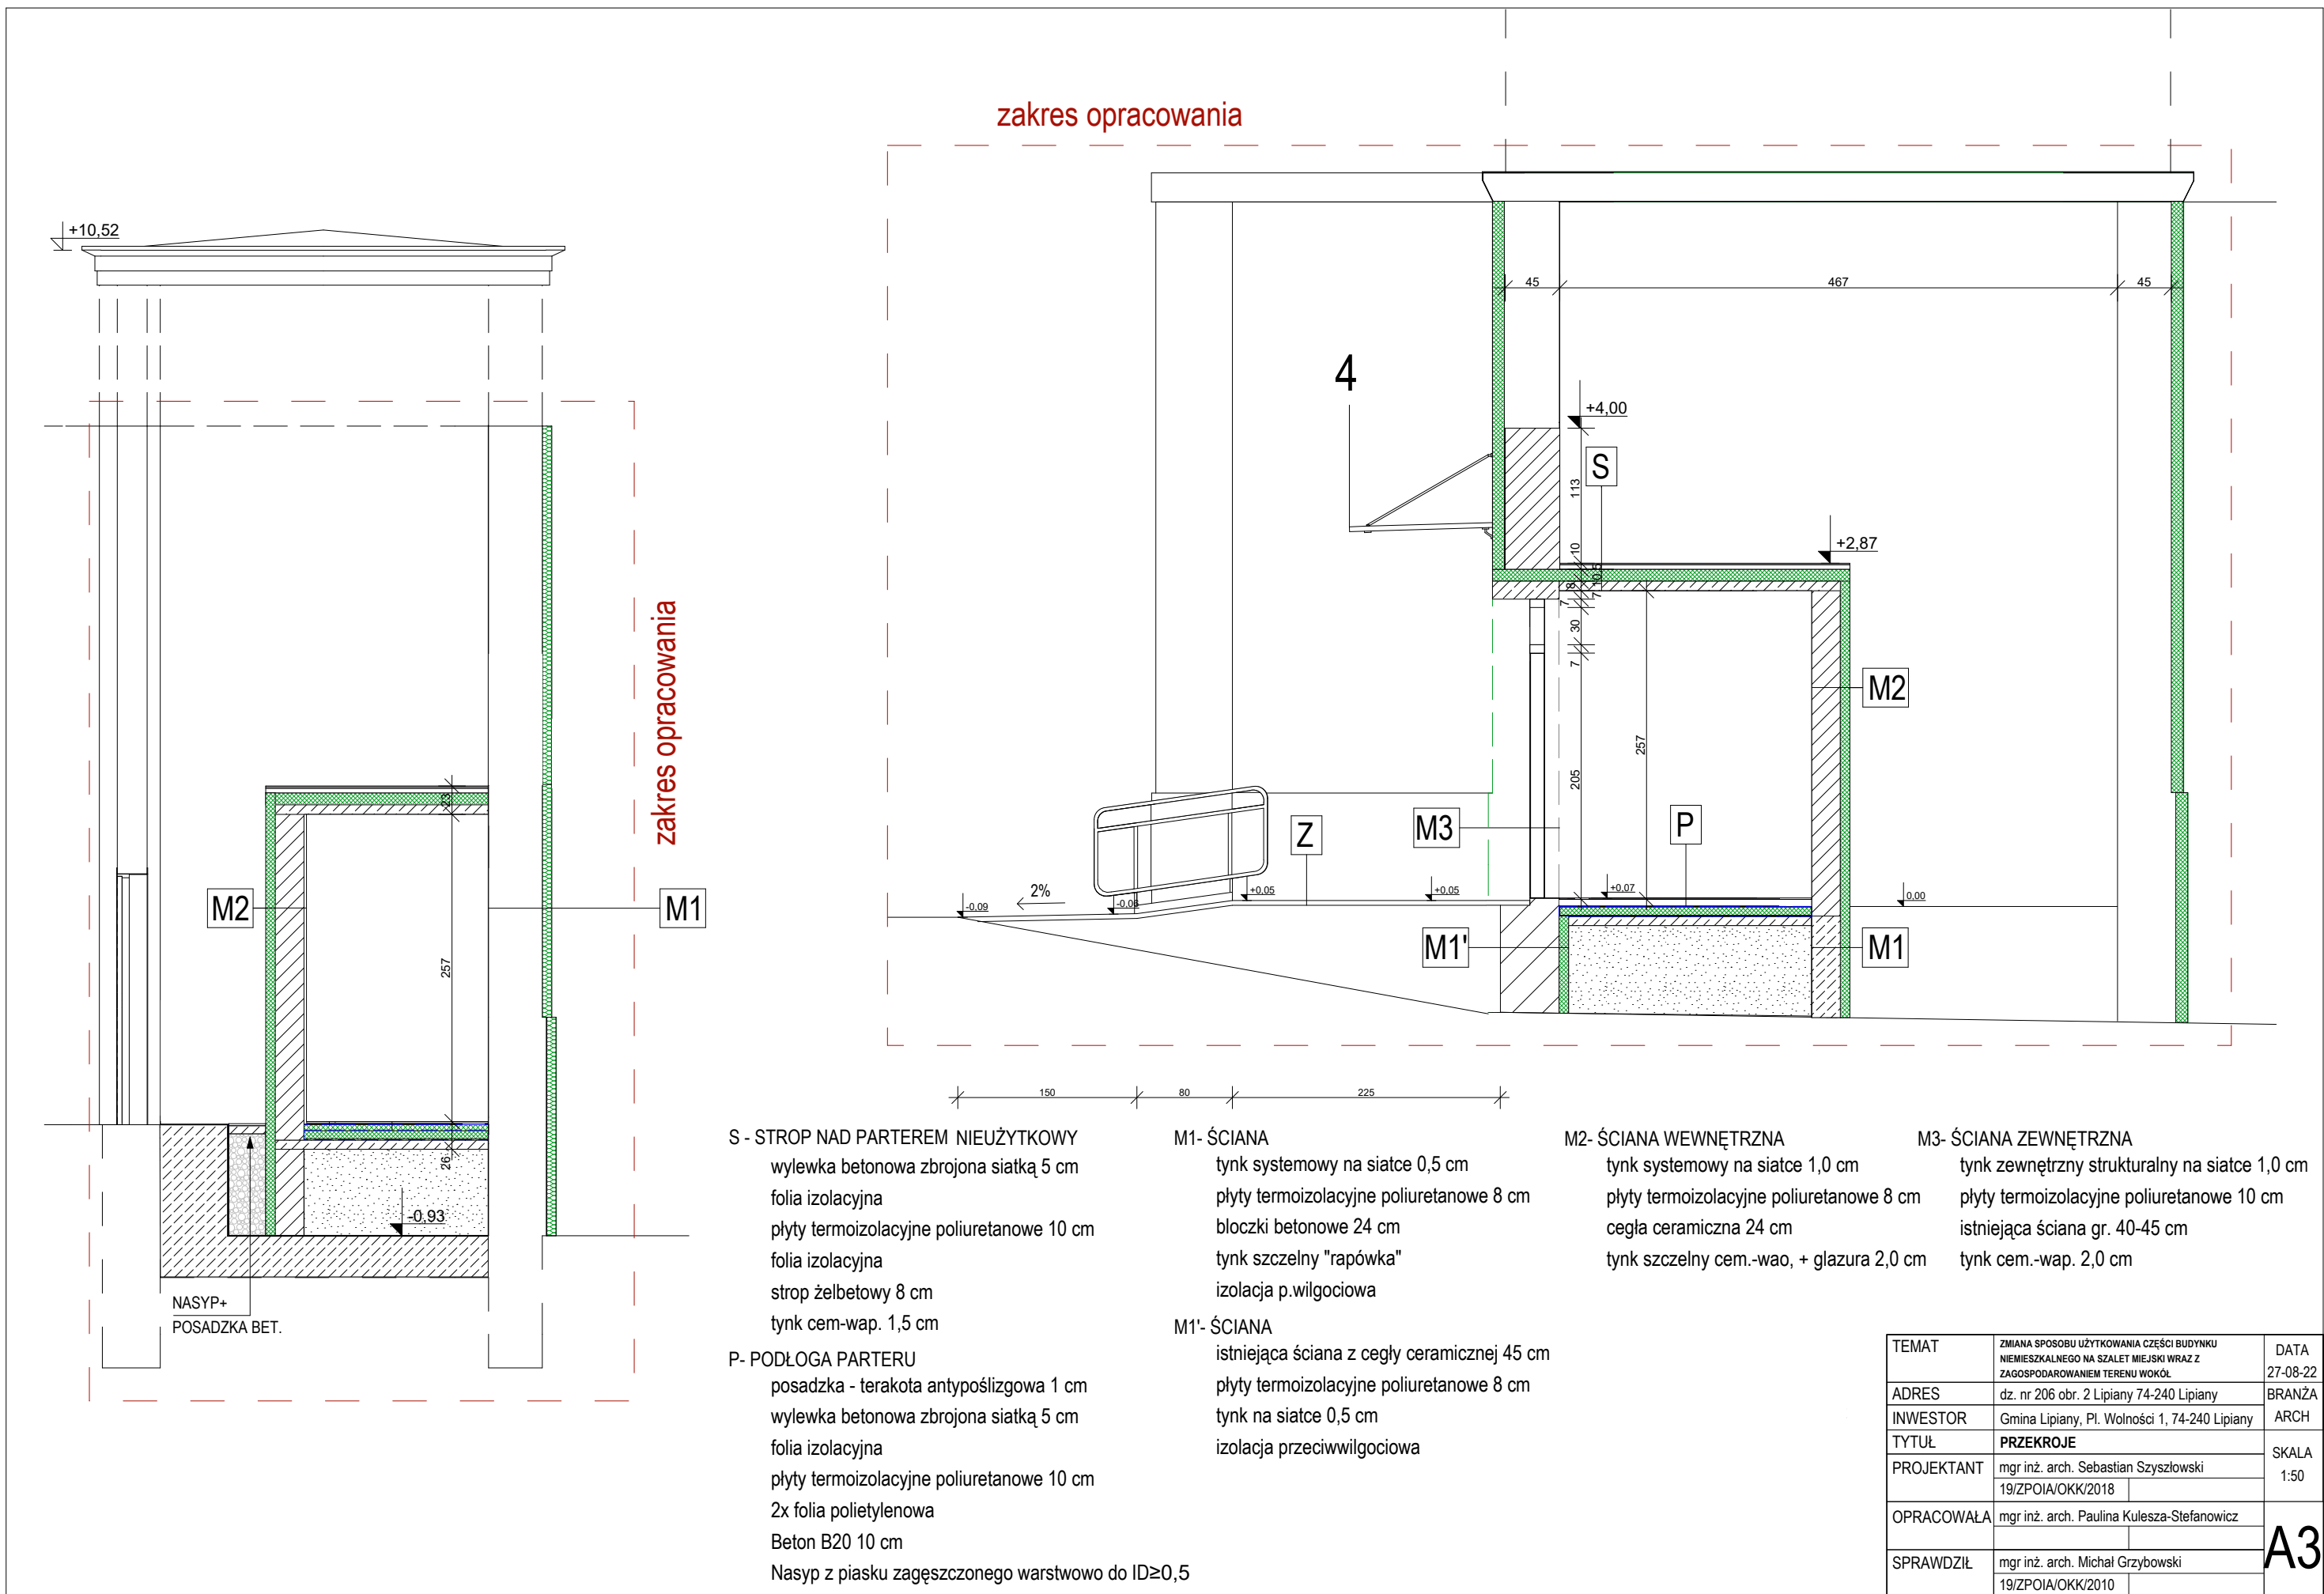 zakres opracowania
+10,52
45
467
45
4
+4,00
S
113
10
+2,87
10,5
8
7
7
30
7
257
205
M2
zakres opracowania
23
Z
M3
P
2%
-0.09
-0.06
+0.05
+0.05
+0.07
0.00
M2
M1
M1'
M1
257
26
-0,93
NASYP+
POSADZKA BET.
150
80
225
S - STROP NAD PARTEREM NIEUŻYTKOWY
wylewka betonowa zbrojona siatką 5 cm
folia izolacyjna
płyty termoizolacyjne poliuretanowe 10 cm
folia izolacyjna
strop żelbetowy 8 cm
tynk cem-wap. 1,5 cm
P- PODŁOGA PARTERU
posadzka - terakota antypoślizgowa 1 cm
wylewka betonowa zbrojona siatką 5 cm
folia izolacyjna
płyty termoizolacyjne poliuretanowe 10 cm
2x folia polietylenowa
Beton B20 10 cm
Nasyp z piasku zagęszczonego warstwowo do ID≥0,5
M1- ŚCIANA
tynk systemowy na siatce 0,5 cm
płyty termoizolacyjne poliuretanowe 8 cm
bloczki betonowe 24 cm
tynk szczelny "rapówka"
izolacja p.wilgociowa
M1'- ŚCIANA
istniejąca ściana z cegły ceramicznej 45 cm
płyty termoizolacyjne poliuretanowe 8 cm
tynk na siatce 0,5 cm
izolacja przeciwwilgociowa
M2- ŚCIANA WEWNĘTRZNA
tynk systemowy na siatce 1,0 cm
płyty termoizolacyjne poliuretanowe 8 cm
cegła ceramiczna 24 cm
tynk szczelny cem.-wao, + glazura 2,0 cm
M3- ŚCIANA ZEWNĘTRZNA
tynk zewnętrzny strukturalny na siatce 1,0 cm
płyty termoizolacyjne poliuretanowe 10 cm
istniejąca ściana gr. 40-45 cm
tynk cem.-wap. 2,0 cm
TEMAT
ZMIANA SPOSOBU UŻYTKOWANIA CZĘŚCI BUDYNKU
NIEMIESZKALNEGO NA SZALET MIEJSKI WRAZ Z
ZAGOSPODAROWANIEM TERENU WOKÓŁ
DATA
27-08-22
ADRES
dz. nr 206 obr. 2 Lipiany 74-240 Lipiany
BRANŻA
ARCH
INWESTOR
Gmina Lipiany, Pl. Wolności 1, 74-240 Lipiany
TYTUŁ
PRZEKROJE
SKALA
1:50
PROJEKTANT
mgr inż. arch. Sebastian Szyszłowski
19/ZPOIA/OKK/2018
OPRACOWAŁA
mgr inż. arch. Paulina Kulesza-Stefanowicz
A3
SPRAWDZIŁ
mgr inż. arch. Michał Grzybowski
19/ZPOIA/OKK/2010